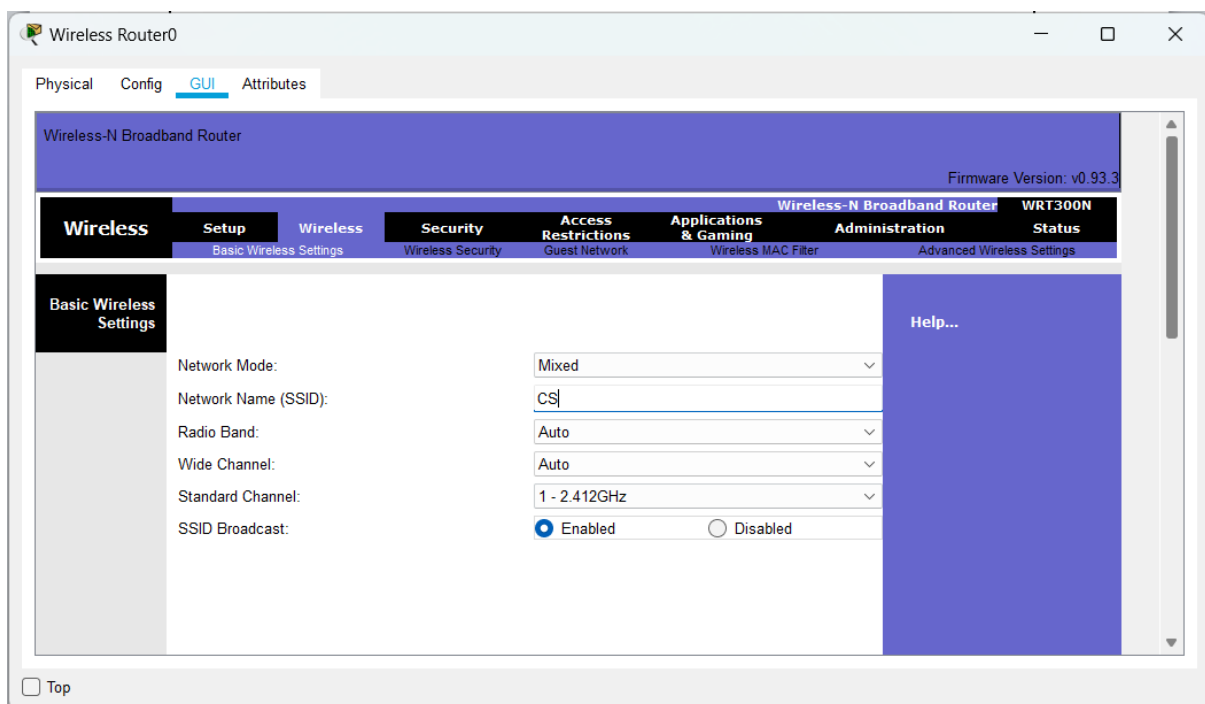 Wireless Router0
Physical Config GUI Attributes
Wireless-N Broadband Router
Firmware Version: v0.93.3
Wireless-N Broadband Router WRT300N
Wireless Setup Wireless Security Access Restrictions Applications & Gaming Administration Status
Basic Wireless Settings Wireless Security Guest Network Wireless MAC Filter Advanced Wireless Settings
Basic Wireless
Settings
Help...
Network Mode: Mixed
Network Name (SSID): CS
Radio Band: Auto
Wide Channel: Auto
Standard Channel: 1 - 2.412GHz
SSID Broadcast: Enabled Disabled
Top